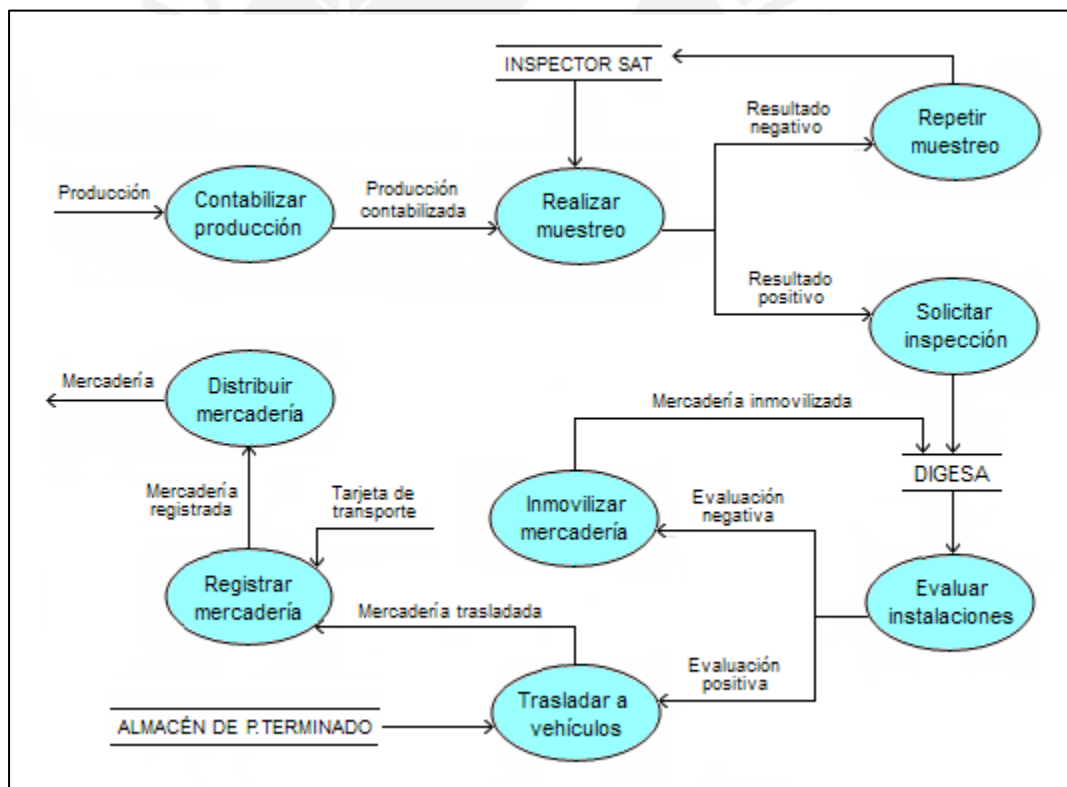 INSPECTOR SAT
Resultado
negativo
Repetir
muestreo
Producción
Contabilizar
producción
Producción
contabilizada
Realizar
muestreo
Resultado
positivo
Solicitar
inspección
Mercadería
Distribuir
mercadería
Mercadería inmovilizada
DIGESA
Mercadería
registrada
Tarjeta de
transporte
Inmovilizar
mercadería
Evaluación
negativa
Registrar
mercadería
Mercadería trasladada
Evaluar
instalaciones
Evaluación
positiva
ALMACÉN DE P.TERMINADO
Trasladar a
vehículos